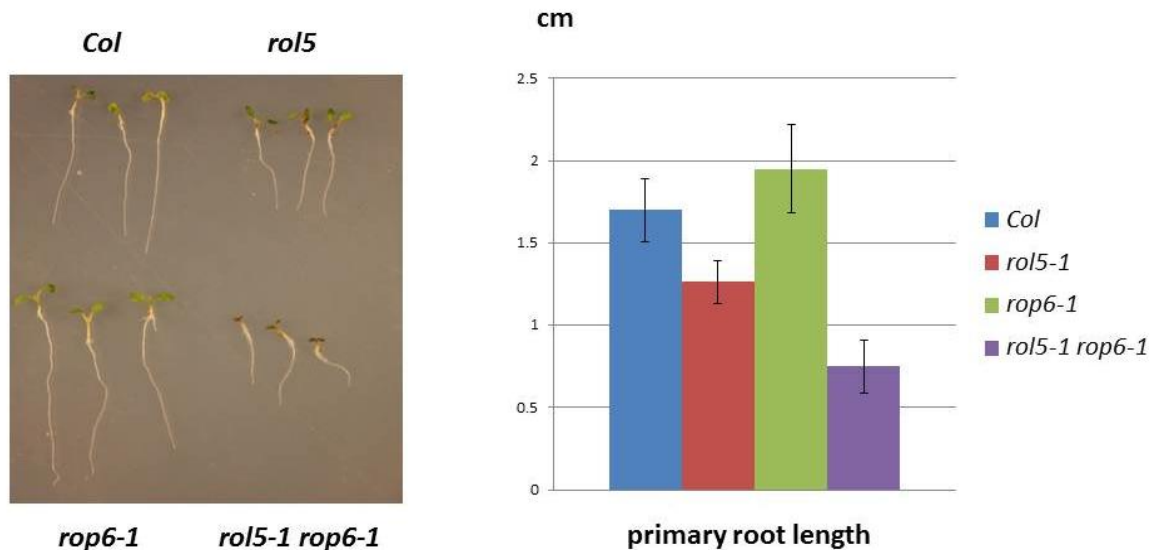 Col
rol5
rop6-1
rol5-1 rop6-1
cm
2.5
2
1.5
1
0.5
0
primary root length
Col
rol5-1
rop6-1
rol5-1 rop6-1